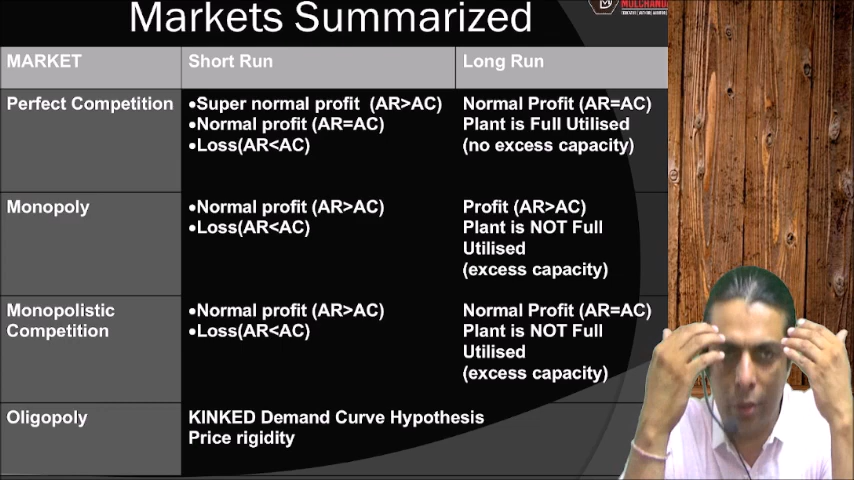 Markets Summarized
MARKET
Short Run
Long Run
Perfect Competition
•Super normal profit (AR>AC)
•Normal profit (AR=AC)
•Loss(AR<AC)
Normal Profit (AR=AC)
Plant is Full Utilised
(no excess capacity)
Monopoly
•Normal profit (AR>AC)
•Loss(AR<AC)
Profit (AR>AC)
Plant is NOT Full
Utilised
(excess capacity)
Monopolistic
Competition
•Normal profit (AR>AC)
•Loss(AR<AC)
Normal Profit (AR=AC)
Plant is NOT Full
Utilised
(excess capacity)
Oligopoly
KINKED Demand Curve Hypothesis
Price rigidity